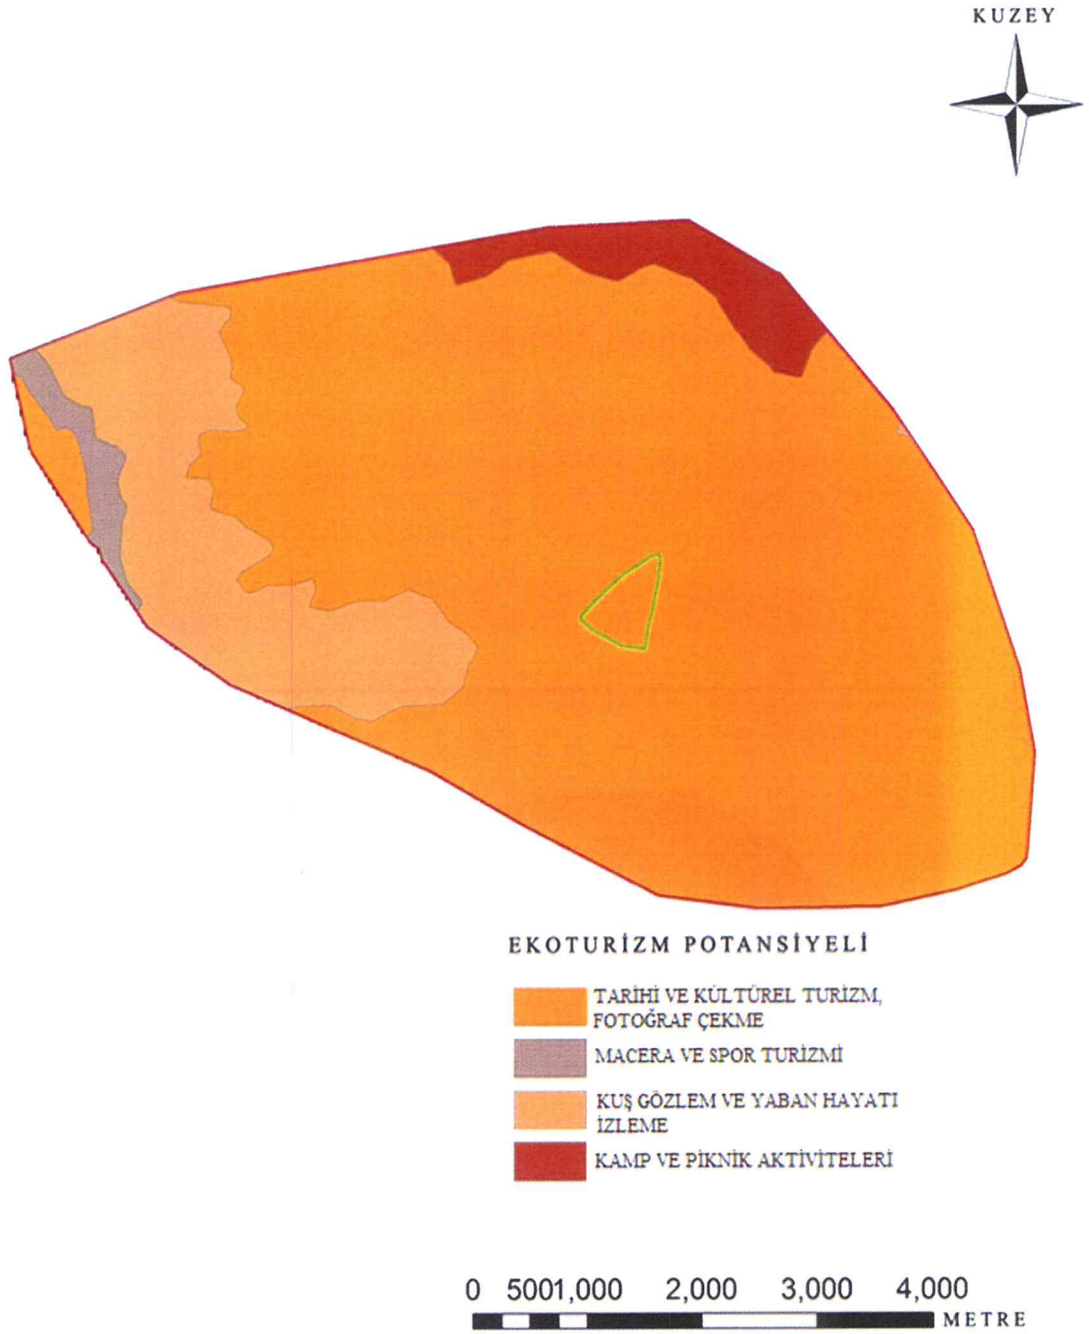 KUZEY
EKOTURİZM POTANSİYELİ
TARİHİ VE KÜLTÜREL TURİZM,
FOTOĞRAF ÇEKME
MACERA VE SPOR TURİZMİ
KUŞ GÖZLEM VE YABAN HAYATI
İZLEME
KAMP VE PİKNİK AKTİVİTELERİ
0 500 1,000 2,000 3,000 4,000
METRE